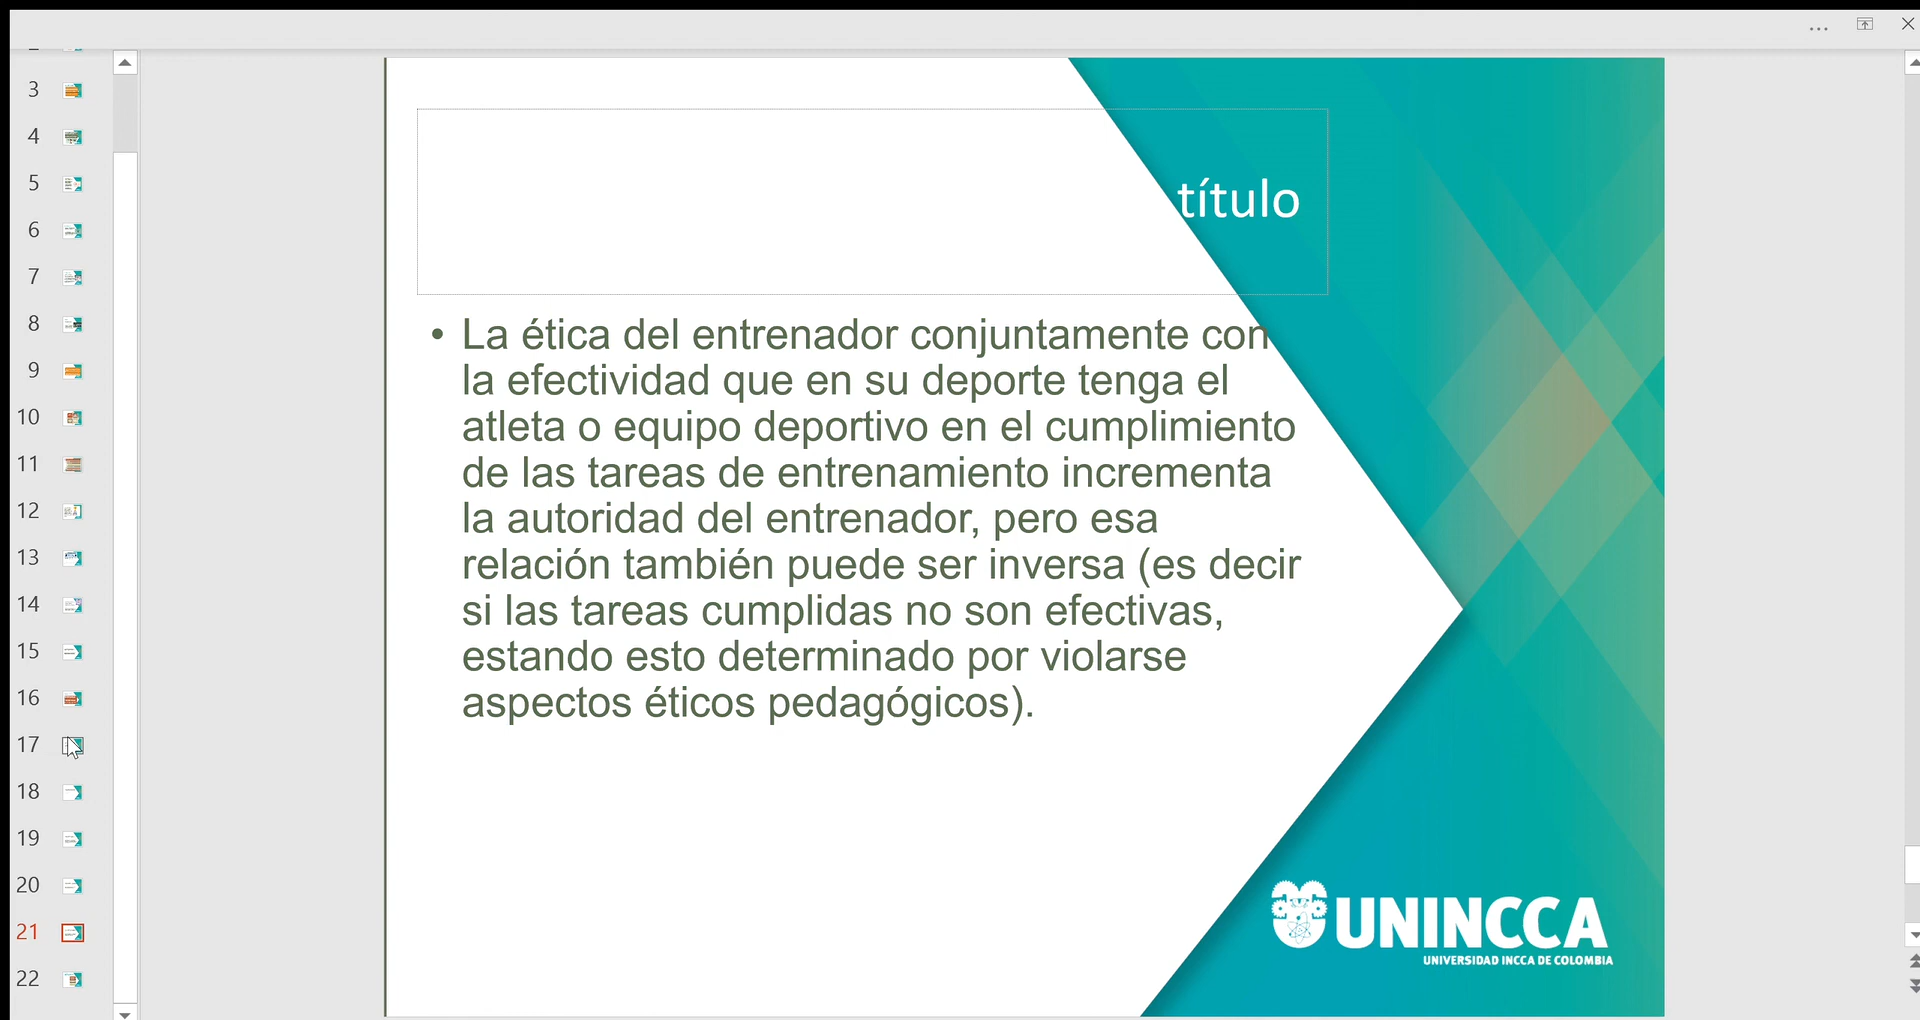 3
4
5
6
7
8
9
10
11
12
13
14
15
16
17
18
19
20
21
22
título
• La ética del entrenador conjuntamente con
la efectividad que en su deporte tenga el
atleta o equipo deportivo en el cumplimiento
de las tareas de entrenamiento incrementa
la autoridad del entrenador, pero esa
relación también puede ser inversa (es decir
si las tareas cumplidas no son efectivas,
estando esto determinado por violarse
aspectos éticos pedagógicos).
UNINCCA
UNIVERSIDAD INCCA DE COLOMBIA